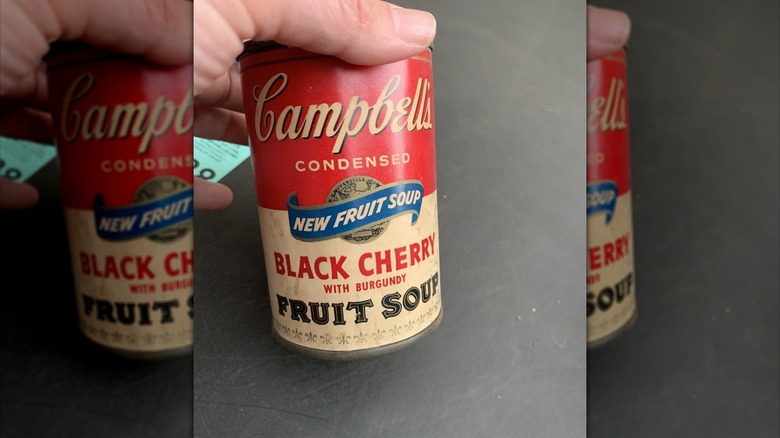 Campbell's
CONDENSED
NEW FRUIT SOUP
BLACK CHERRY
WITH BURGUNDY
FRUIT SOUP